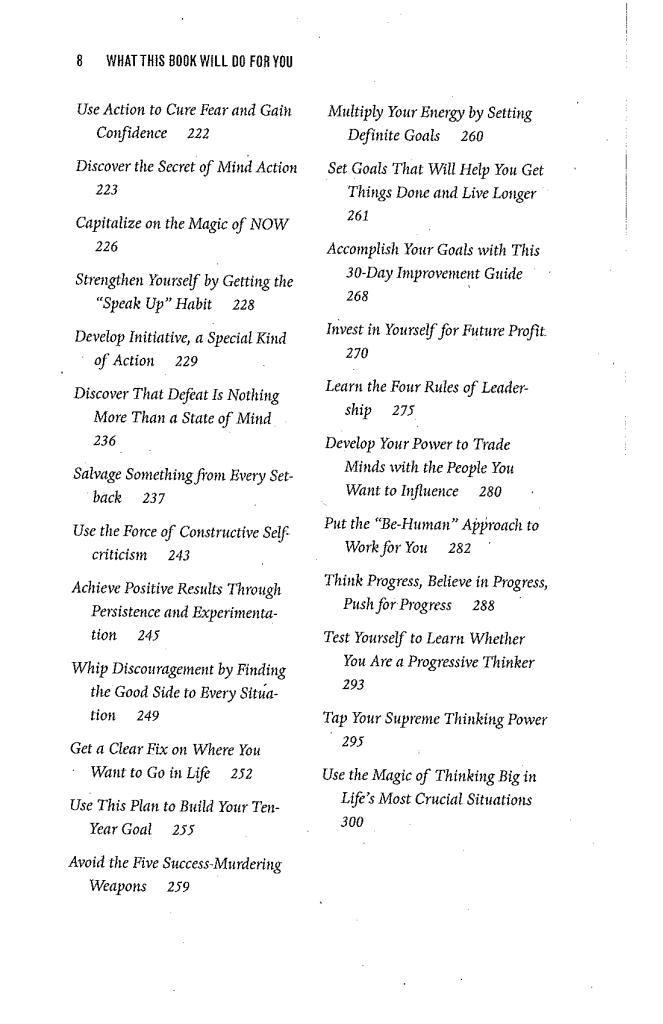 8 WHAT THIS BOOK WILL DO FOR YOU
Use Action to Cure Fear and Gain
Confidence 222
Discover the Secret of Mind Action
223
Capitalize on the Magic of NOW
226
Strengthen Yourself by Getting the
“Speak Up” Habit 228
Develop Initiative, a Special Kind
of Action 229
Discover That Defeat Is Nothing
More Than a State of Mind
236
Salvage Something from Every Set-
back 237
Use the Force of Constructive Self-
criticism 243
Achieve Positive Results Through
Persistence and Experimenta-
tion 245
Whip Discouragement by Finding
the Good Side to Every Situa-
tion 249
Get a Clear Fix on Where You
Want to Go in Life 252
Use This Plan to Build Your Ten-
Year Goal 255
Avoid the Five Success-Murdering
Weapons 259
Multiply Your Energy by Setting
Definite Goals 260
Set Goals That Will Help You Get
Things Done and Live Longer
261
Accomplish Your Goals with This
30-Day Improvement Guide
268
Invest in Yourself for Future Profit
270
Learn the Four Rules of Leader-
ship 275
Develop Your Power to Trade
Minds with the People You
Want to Influence 280
Put the “Be-Human” Approach to
Work for You 282
Think Progress, Believe in Progress,
Push for Progress 288
Test Yourself to Learn Whether
You Are a Progressive Thinker
293
Tap Your Supreme Thinking Power
295
Use the Magic of Thinking Big in
Life’s Most Crucial Situations
300